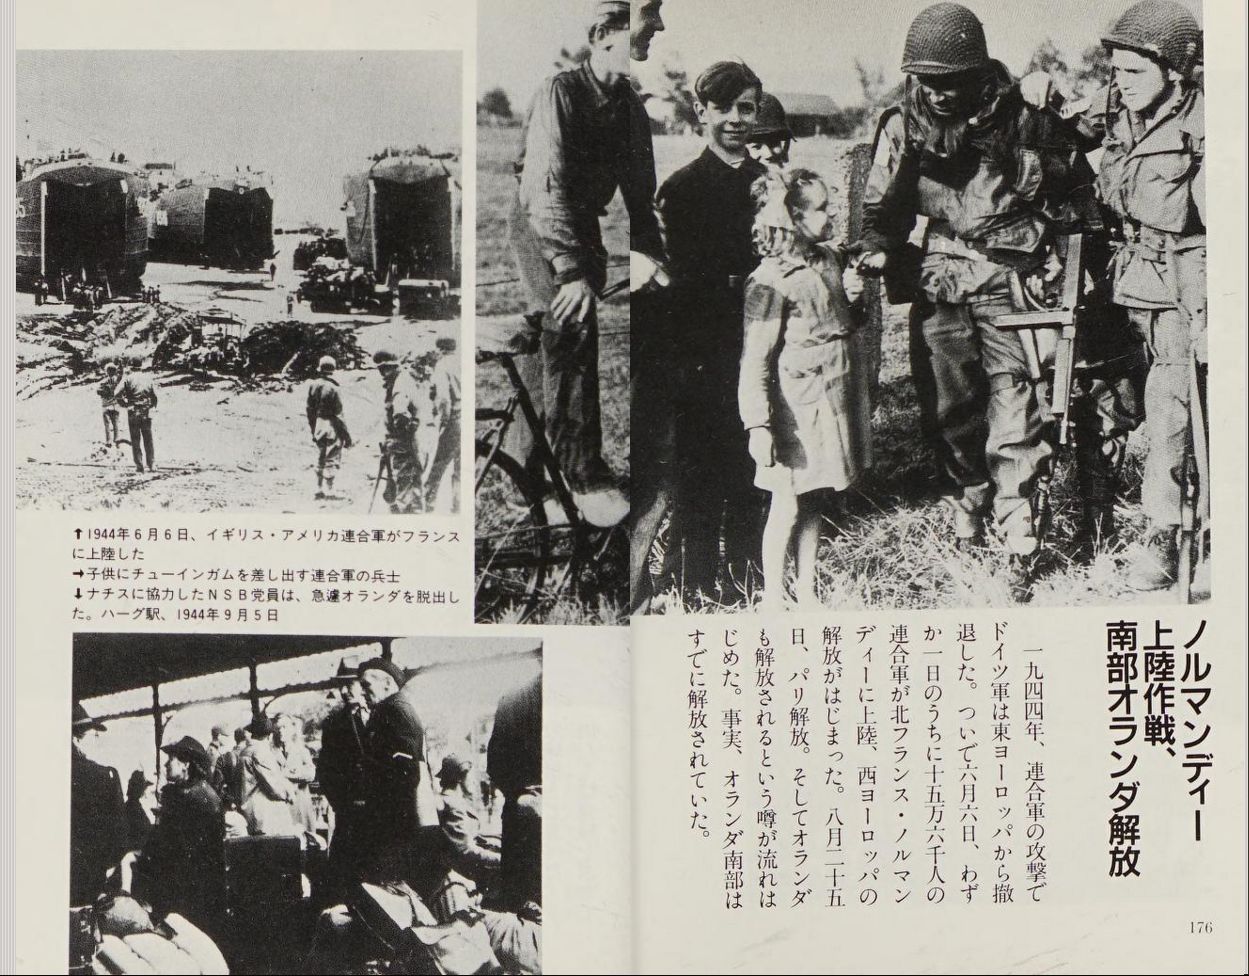 ノルマンディー
上陸作戦、
南部オランダ解放
一九四四年、連合軍の攻撃で
ドイツ軍は東ヨーロッパから撤
退した。ついで六月六日、わず
か一日のうちに十五万六千人の
連合軍が北フランス・ノルマン
ディーに上陸、西ヨーロッパの
解放がはじまった。八月二十五
日、パリ解放。そしてオランダ
も解放されるという噂が流れは
じめた。事実、オランダ南部は
すでに解放されていた。
176
↑1944年6月6日、イギリス・アメリカ連合軍がフランス
に上陸した
→子供にチューインガムを差し出す連合軍の兵士
↓ナチスに協力したNSB党員は、急遽オランダを脱出し
た。ハーグ駅、1944年9月5日